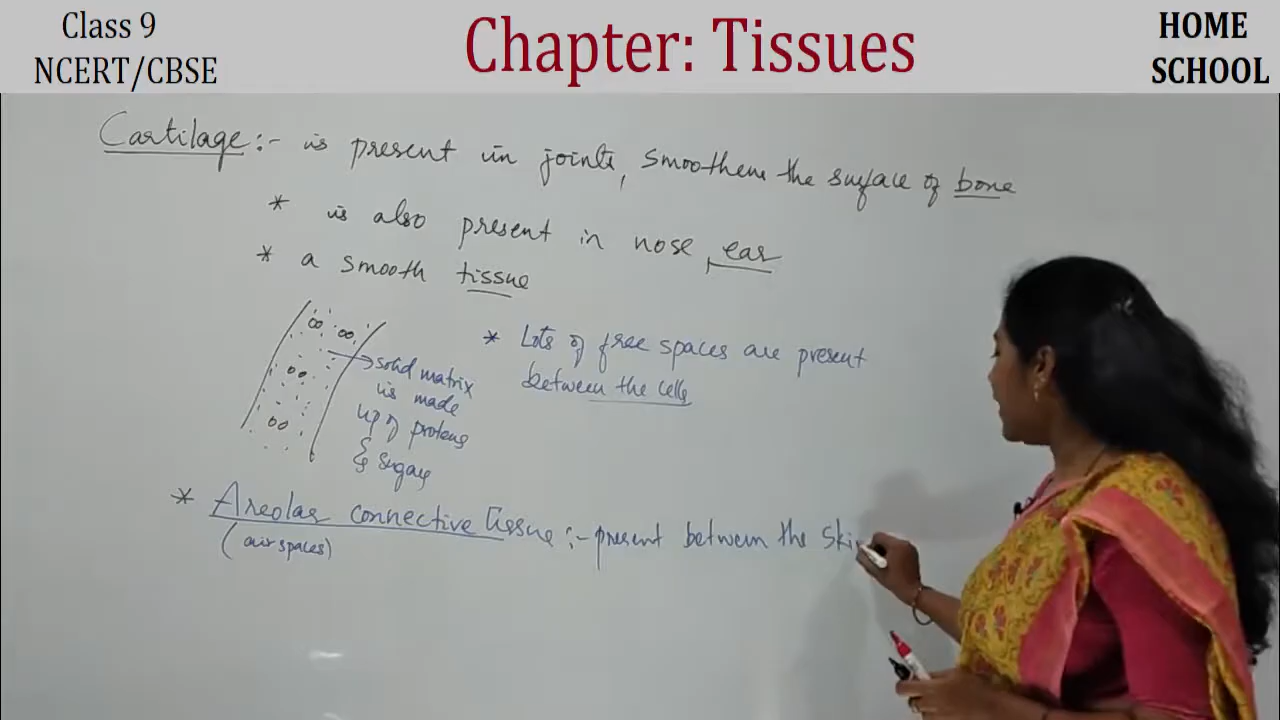 Class 9
NCERT/CBSE
Chapter: Tissues
HOME
SCHOOL
Cartilage :- is present in joints, smoothens the surface of bone
* is also present in nose, ear
* a smooth tissue
* Lots of free spaces are present
between the cells
solid matrix
is made
up of proteins
& sugars
* Areolar connective Tissue :- present between the Skin
(air spaces)